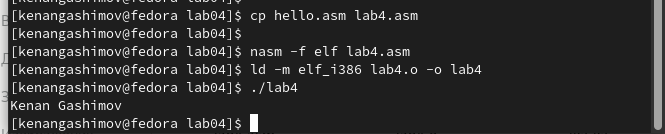 [kenangashimov@fedora lab04]$ cp hello.asm lab4.asm
[kenangashimov@fedora lab04]$
[kenangashimov@fedora lab04]$ nasm -f elf lab4.asm
[kenangashimov@fedora lab04]$ ld -m elf_i386 lab4.o -o lab4
[kenangashimov@fedora lab04]$ ./lab4
Kenan Gashimov
[kenangashimov@fedora lab04]$